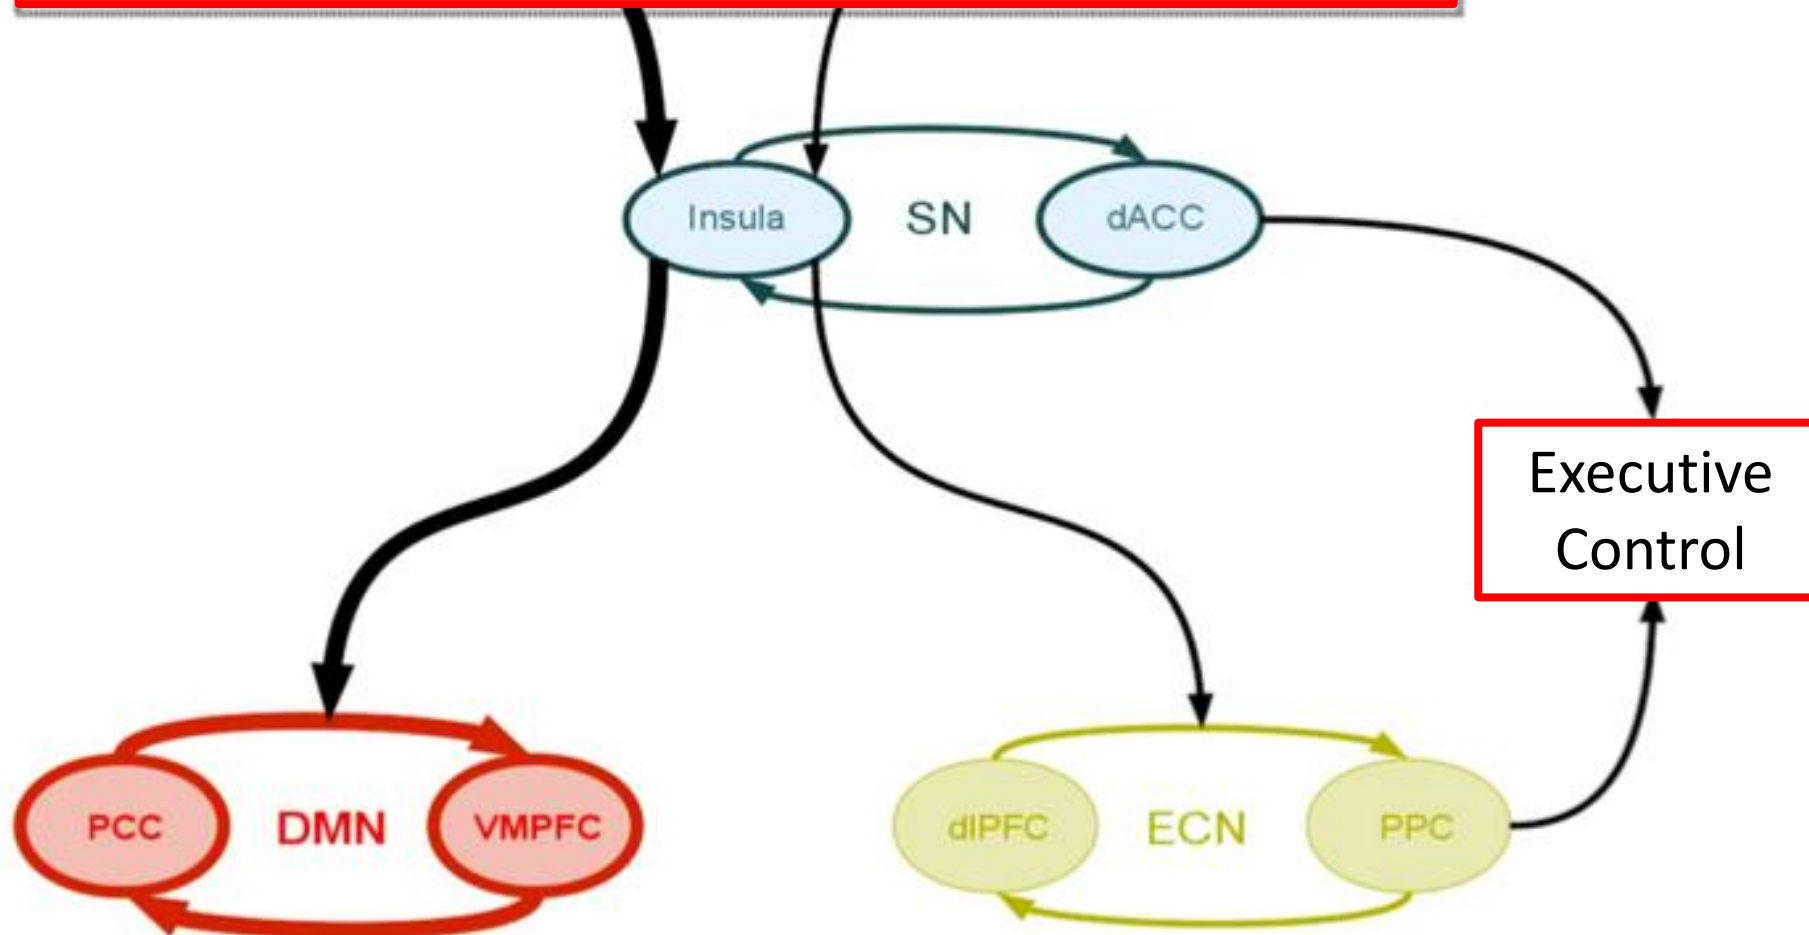 Insula
SN
dACC
Executive
Control
PCC
DMN
VMPFC
dlPFC
ECN
PPC